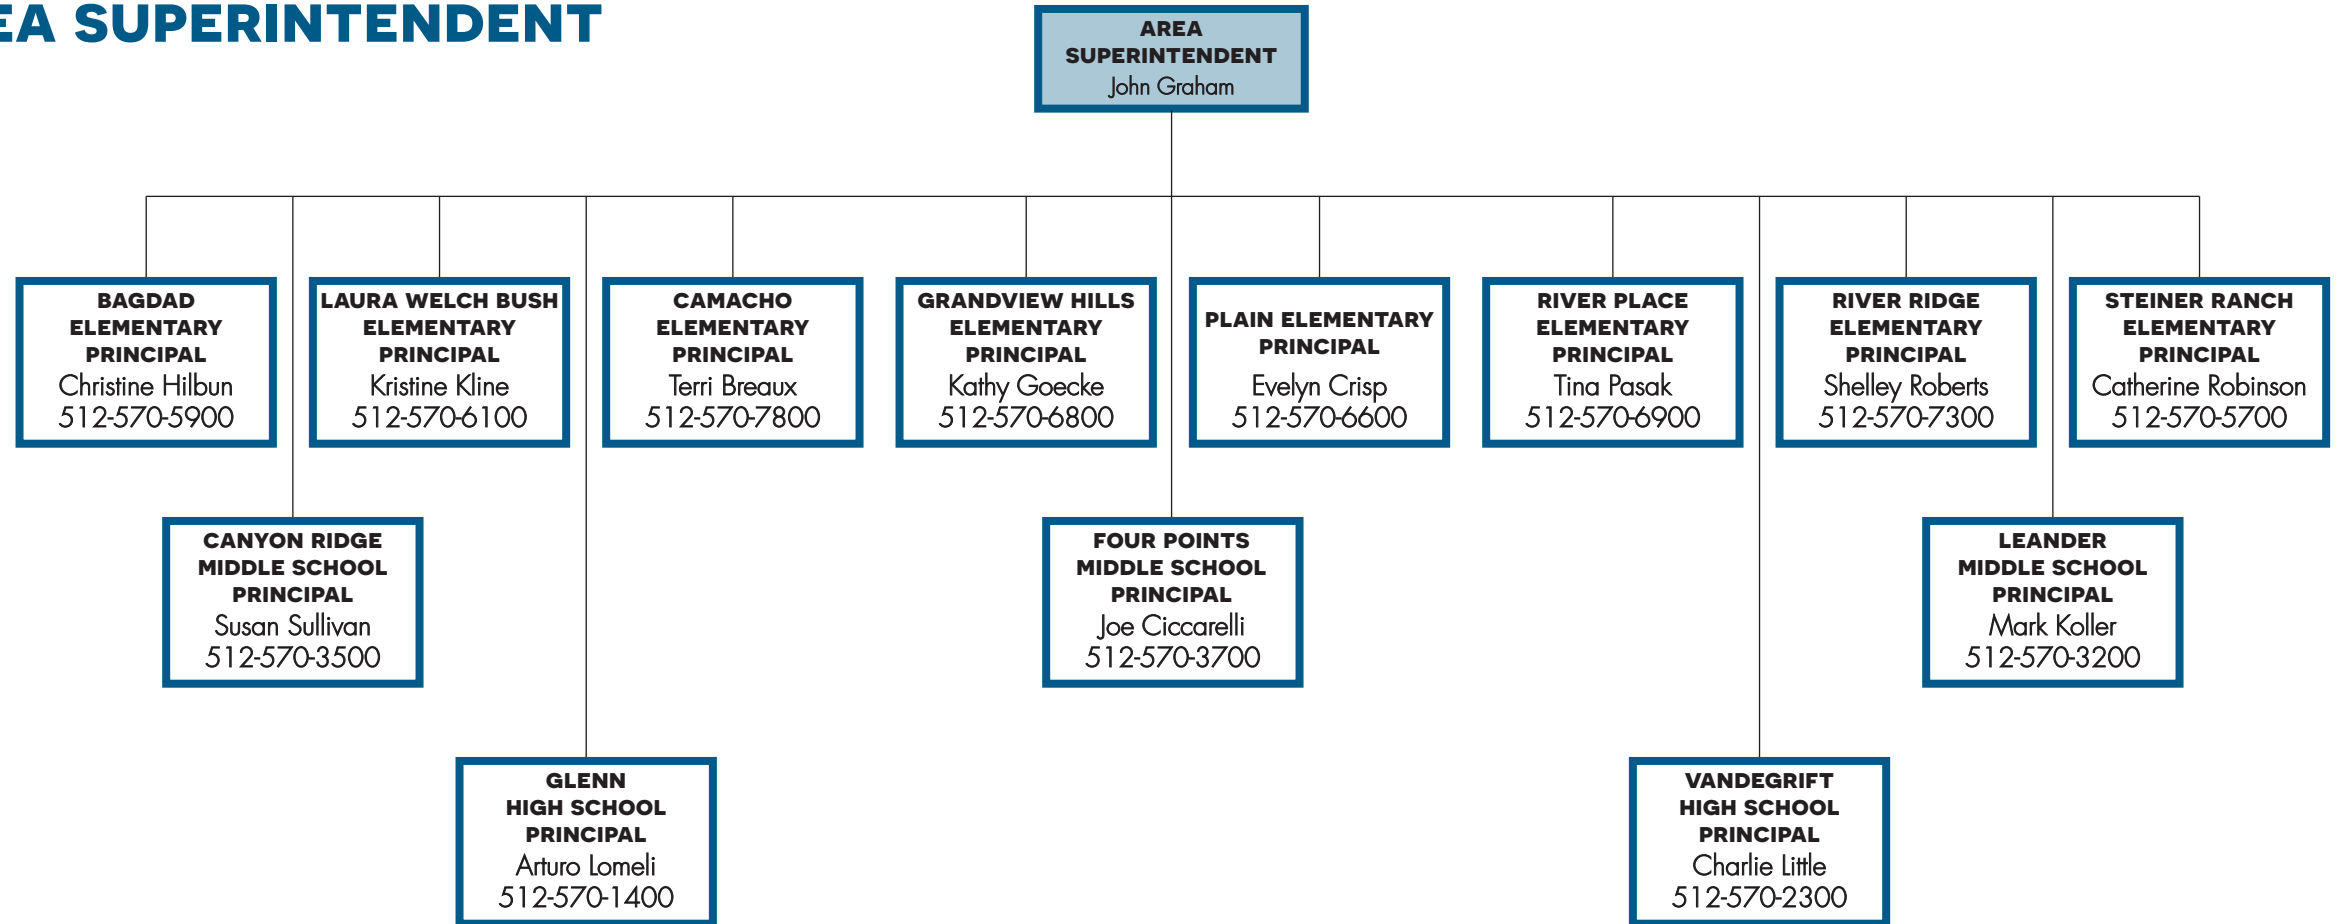 EA SUPERINTENDENT
AREA
SUPERINTENDENT
John Graham
BAGDAD
ELEMENTARY
PRINCIPAL
Christine Hilbun
512-570-5900
LAURA WELCH BUSH
ELEMENTARY
PRINCIPAL
Kristine Kline
512-570-6100
CAMACHO
ELEMENTARY
PRINCIPAL
Terri Breaux
512-570-7800
GRANDVIEW HILLS
ELEMENTARY
PRINCIPAL
Kathy Goecke
512-570-6800
PLAIN ELEMENTARY
PRINCIPAL
Evelyn Crisp
512-570-6600
RIVER PLACE
ELEMENTARY
PRINCIPAL
Tina Pasak
512-570-6900
RIVER RIDGE
ELEMENTARY
PRINCIPAL
Shelley Roberts
512-570-7300
STEINER RANCH
ELEMENTARY
PRINCIPAL
Catherine Robinson
512-570-5700
CANYON RIDGE
MIDDLE SCHOOL
PRINCIPAL
Susan Sullivan
512-570-3500
FOUR POINTS
MIDDLE SCHOOL
PRINCIPAL
Joe Ciccarelli
512-570-3700
LEANDER
MIDDLE SCHOOL
PRINCIPAL
Mark Koller
512-570-3200
GLENN
HIGH SCHOOL
PRINCIPAL
Arturo Lomeli
512-570-1400
VANDEGRIFT
HIGH SCHOOL
PRINCIPAL
Charlie Little
512-570-2300